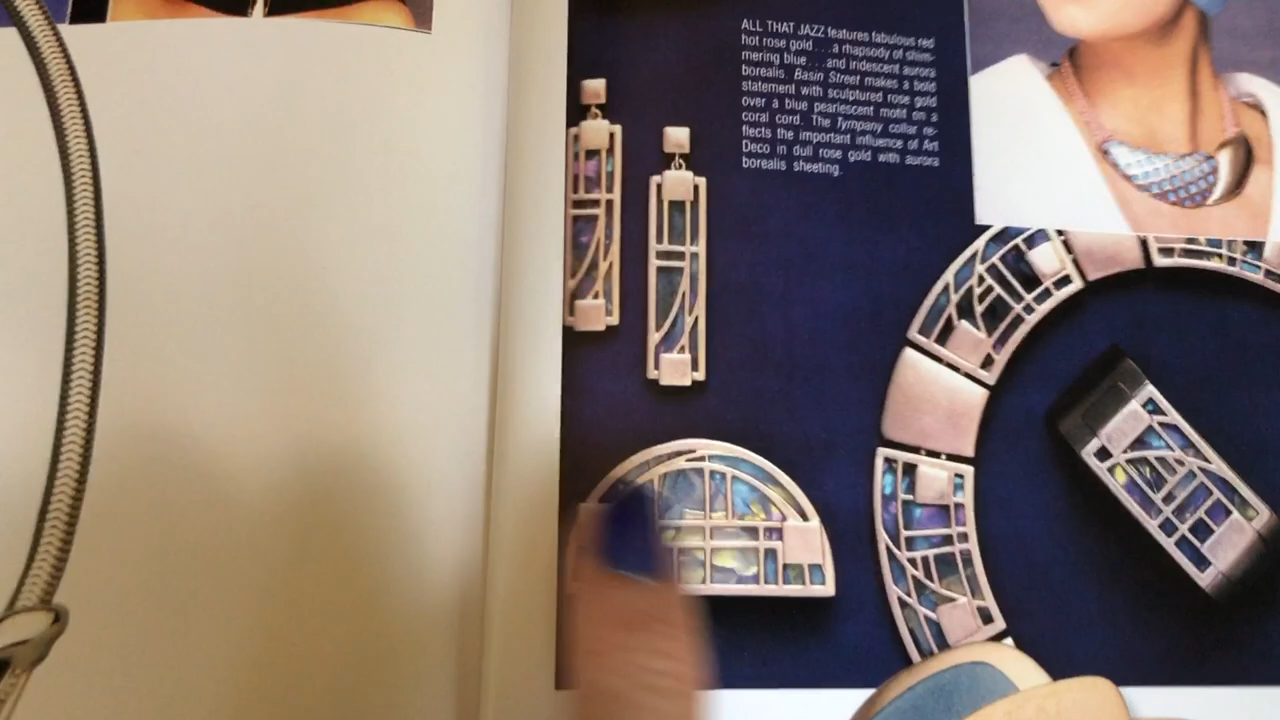 ALL THAT JAZZ features fabulous red
hot rose gold...a rhapsody of shim-
mering blue...and iridescent aurora
borealis. Basin Street makes a bold
statement with sculptured rose gold
over a blue pearlescent motif on a
coral cord. The Tympany collar re-
flects the important influence of Art
Deco in dull rose gold with aurora
borealis sheeting.